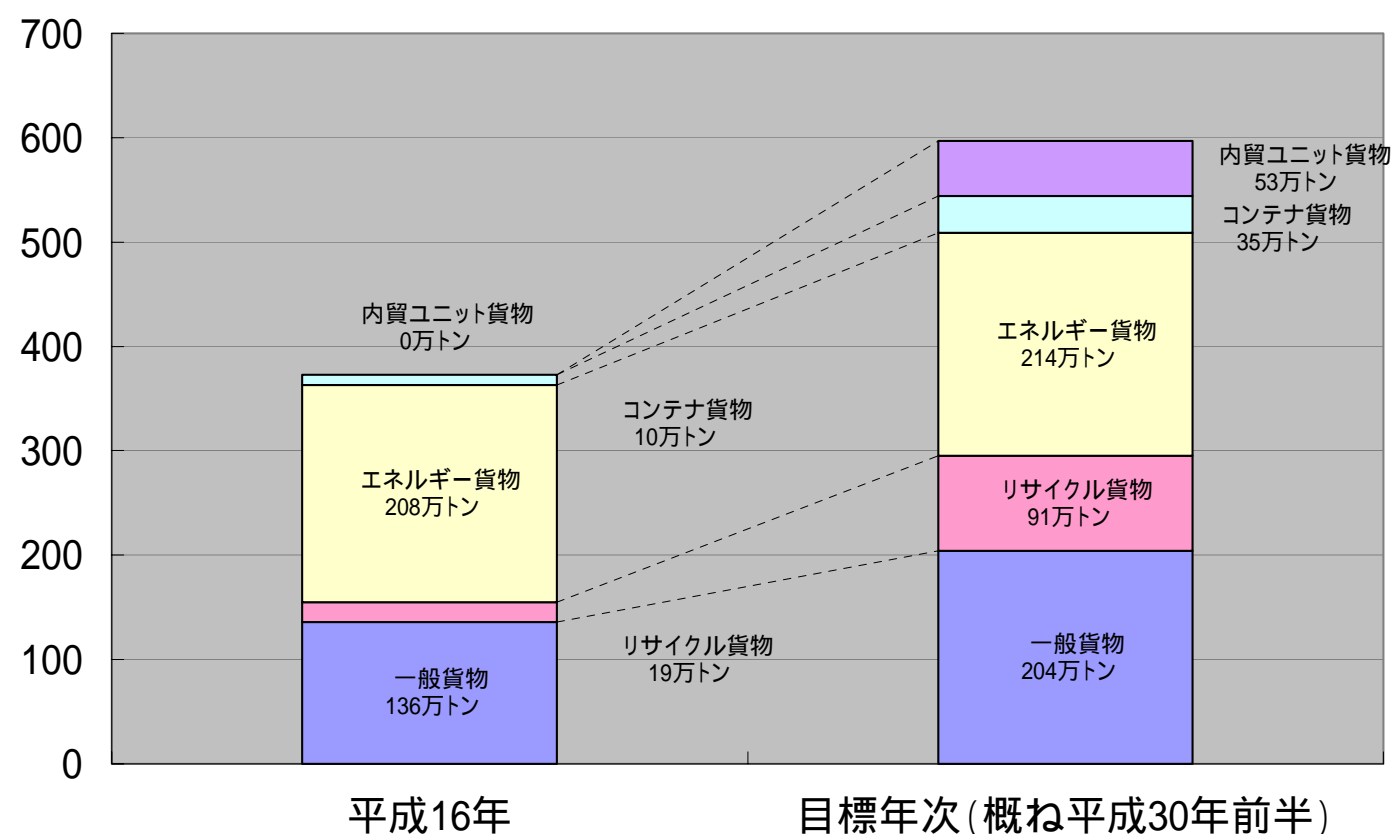 700
600
500
400
300
200
100
0
内貿ユニット貨物
0万トン
コンテナ貨物
10万トン
エネルギー貨物
208万トン
リサイクル貨物
19万トン
一般貨物
136万トン
内貿ユニット貨物
53万トン
コンテナ貨物
35万トン
エネルギー貨物
214万トン
リサイクル貨物
91万トン
一般貨物
204万トン
平成16年
目標年次(概ね平成30年前半)